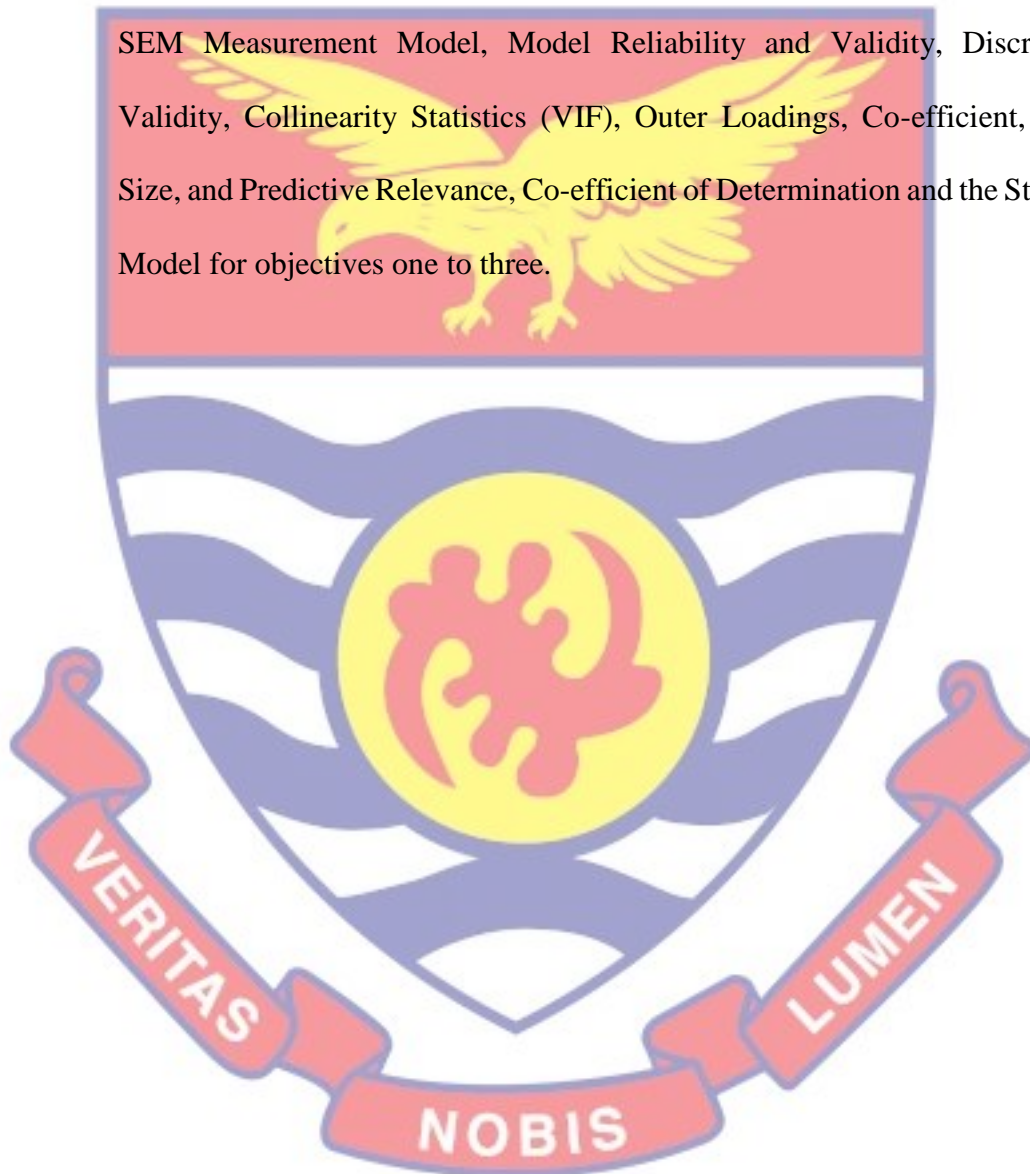 SEM Measurement Model, Model Reliability and Validity, Discr
Validity, Collinearity Statistics (VIF), Outer Loadings, Co-efficient,
Size, and Predictive Relevance, Co-efficient of Determination and the St
Model for objectives one to three.
VERITAS
NOBIS
LUMEN